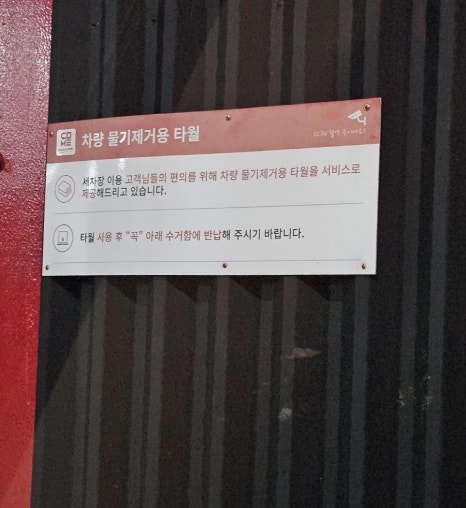 차량 물기제거용 타월
세차장 이용 고객님들의 편의를 위해 차량 물기제거용 타월을 서비스로
제공해드리고 있습니다.
타월 사용 후 "꼭" 아래 수거함에 반납해 주시기 바랍니다.